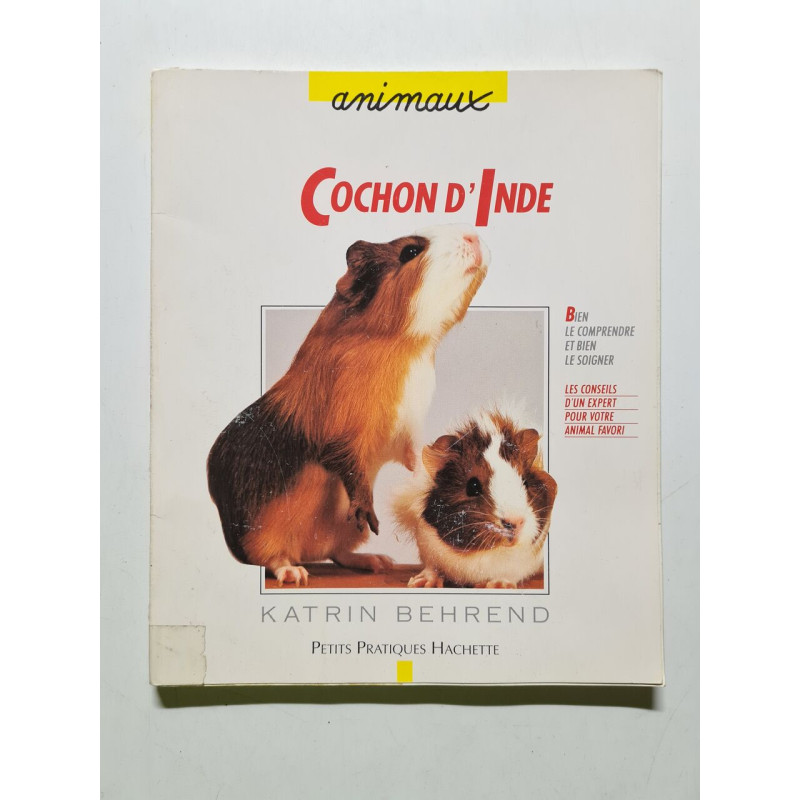 animaux
COCHON D'INDE
BIEN
LE COMPRENDRE
ET BIEN
LE SOIGNER
LES CONSEILS
D'UN EXPERT
POUR VOTRE
ANIMAL FAVORI
KATRIN BEHREND
PETITS PRATIQUES HACHETTE